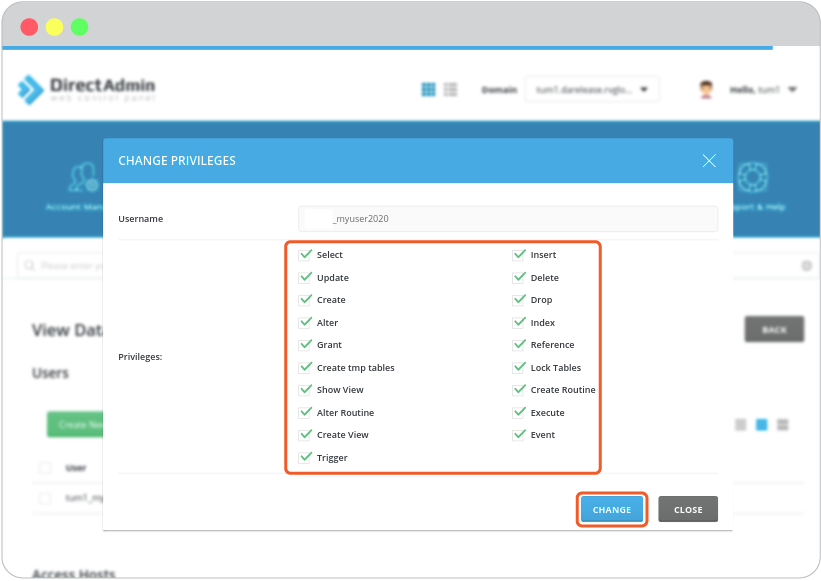 DirectAdmin
web control panel
Domain
tum1.darelease.rvglo...
Hello, tum1
CHANGE PRIVILEGES
Account Man
pport & Help
Username
_myuser2020
Please enter yo
Privileges:
Select
Insert
Update
Delete
Create
Drop
Alter
Index
Grant
Reference
Create tmp tables
Lock Tables
Show View
Create Routine
Alter Routine
Execute
Create View
Event
Trigger
View Dat
BACK
Users
Create Ne
User
tum1_my
CHANGE
CLOSE
Access Hosts